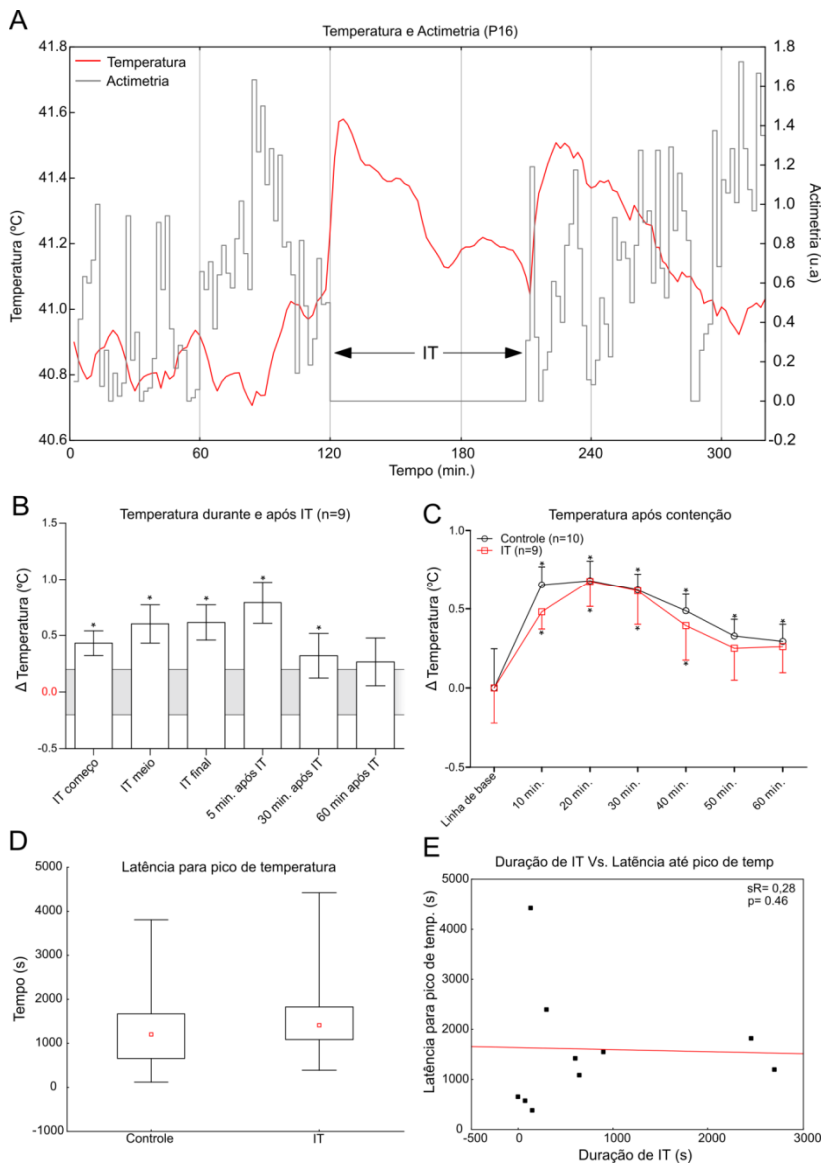 A
Temperatura e Actimetria (P16)
41.8
41.6
41.4
41.2
41.0
40.8
40.6
Temperatura (ºC)
Temperatura
Actimetria
IT
1.8
1.6
1.4
1.2
1.0
0.8
0.6
0.4
0.2
0.0
-0.2
Actimetria (u.a)
0 60 120 180 240 300
Tempo (min.)
B
Temperatura durante e após IT (n=9)
1.5
1.0
0.5
0.0
-0.5
Δ Temperatura (ºC)
* * * * *
IT começo
IT meio
IT final
5 min. após IT
30 min. após IT
60 min após IT
C
Temperatura após contenção
Controle (n=10)
IT (n=9)
1.0
0.5
0.0
-0.5
Δ Temperatura (ºC)
* * * * * *
* * * *
Linha de base
10 min.
20 min.
30 min.
40 min.
50 min.
60 min.
D
Latência para pico de temperatura
5000
4000
3000
2000
1000
0
-1000
Tempo (s)
Controle IT
E
Duração de IT Vs. Latência até pico de temp
sR= 0,28
p= 0.46
5000
4000
3000
2000
1000
0
Latência para pico de temp. (s)
-500 0 1000 2000 3000
Duração de IT (s)